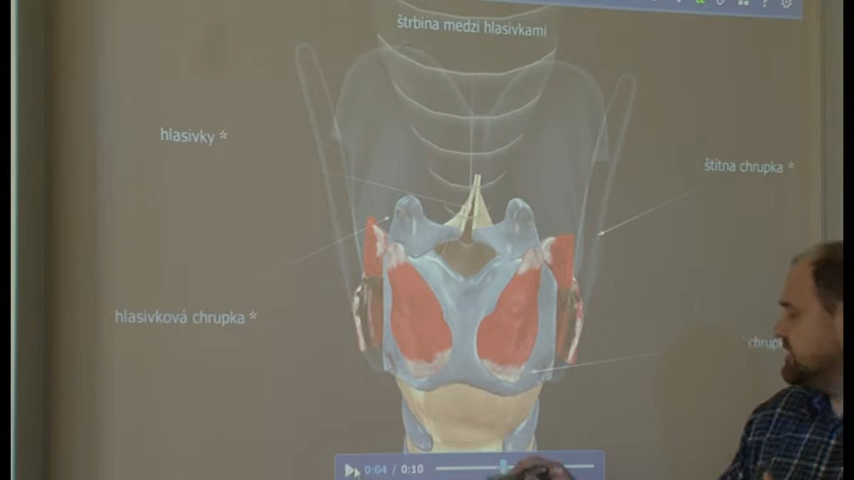 štrbina medzi hlasivkami
hlasivky *
štítna chrupka *
hlasivková chrupka *
0:04 / 0:10